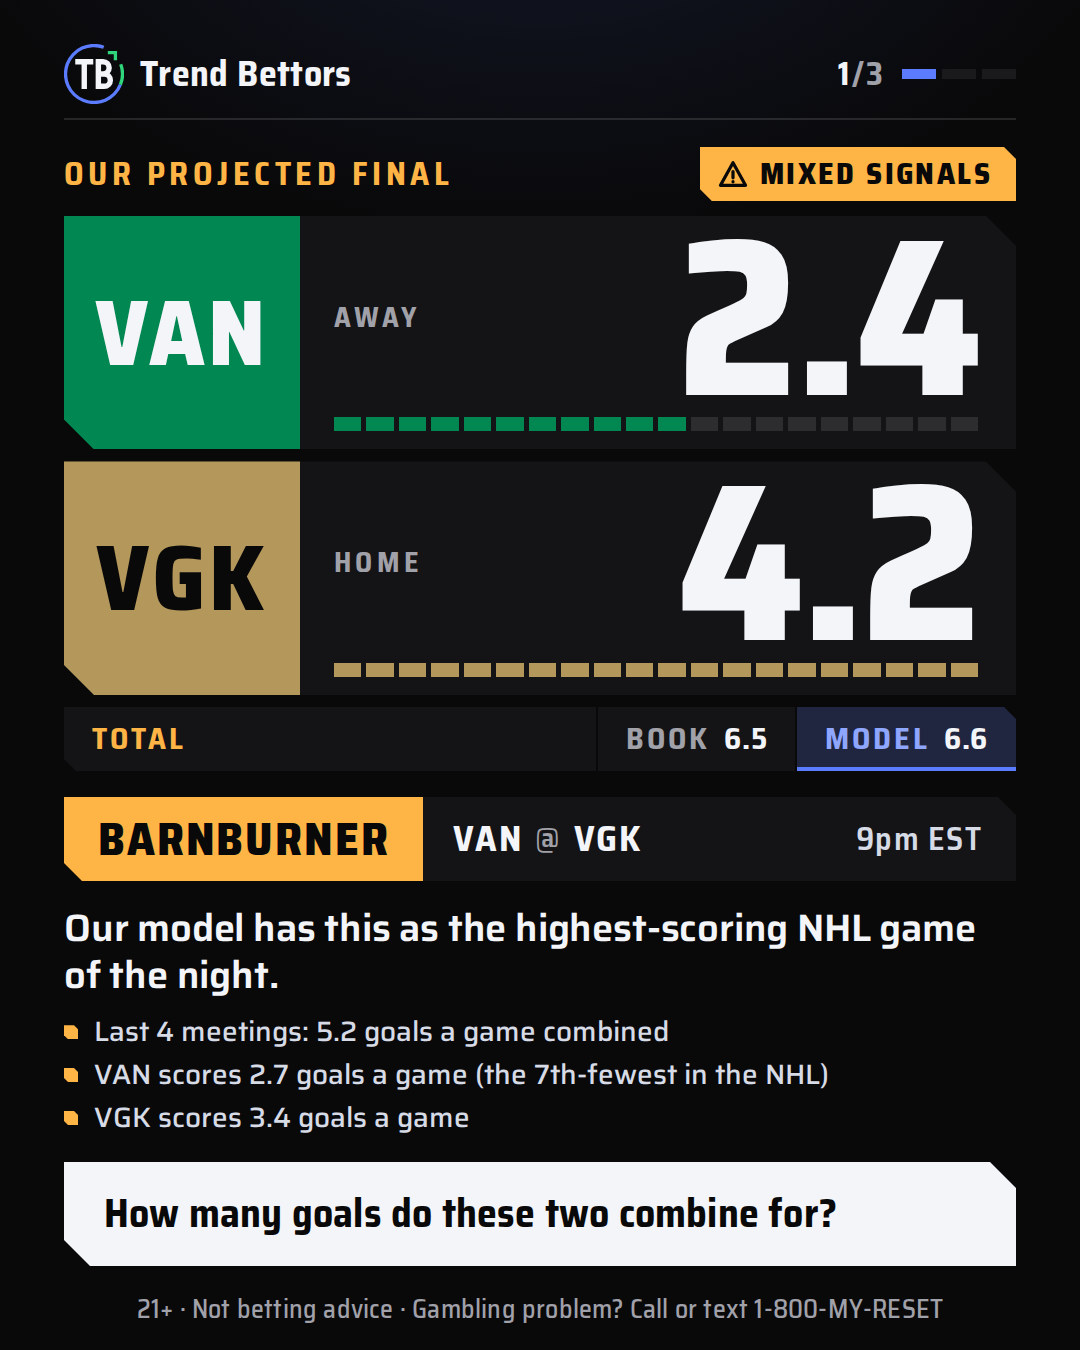 TB Trend Bettors 1/3
OUR PROJECTED FINAL
MIXED SIGNALS
VAN AWAY 2.4
VGK HOME 4.2
TOTAL BOOK 6.5 MODEL 6.6
BARNBURNER VAN @ VGK 9pm EST
Our model has this as the highest-scoring NHL game
of the night.
Last 4 meetings: 5.2 goals a game combined
VAN scores 2.7 goals a game (the 7th-fewest in the NHL)
VGK scores 3.4 goals a game
How many goals do these two combine for?
21+ · Not betting advice · Gambling problem? Call or text 1-800-MY-RESET